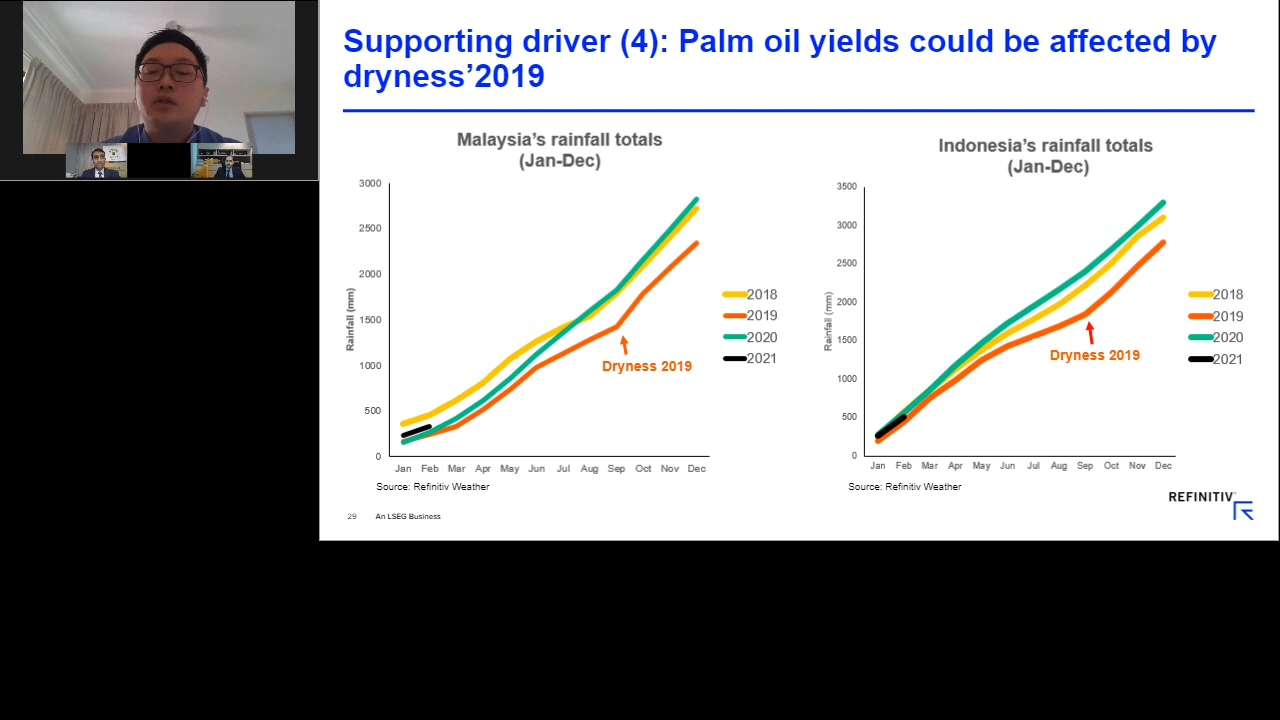 Supporting driver (4): Palm oil yields could be affected by
dryness’2019
Malaysia’s rainfall totals
(Jan-Dec)
3000
2500
2000
1500
1000
500
0
Rainfall (mm)
Jan Feb Mar Apr May Jun Jul Aug Sep Oct Nov Dec
Dryness 2019
2018
2019
2020
2021
Source: Refinitiv Weather
Indonesia’s rainfall totals
(Jan-Dec)
3500
3000
2500
2000
1500
1000
500
0
Rainfall (mm)
Jan Feb Mar Apr May Jun Jul Aug Sep Oct Nov Dec
Dryness 2019
2018
2019
2020
2021
Source: Refinitiv Weather
REFINITIV
29 An LSEG Business